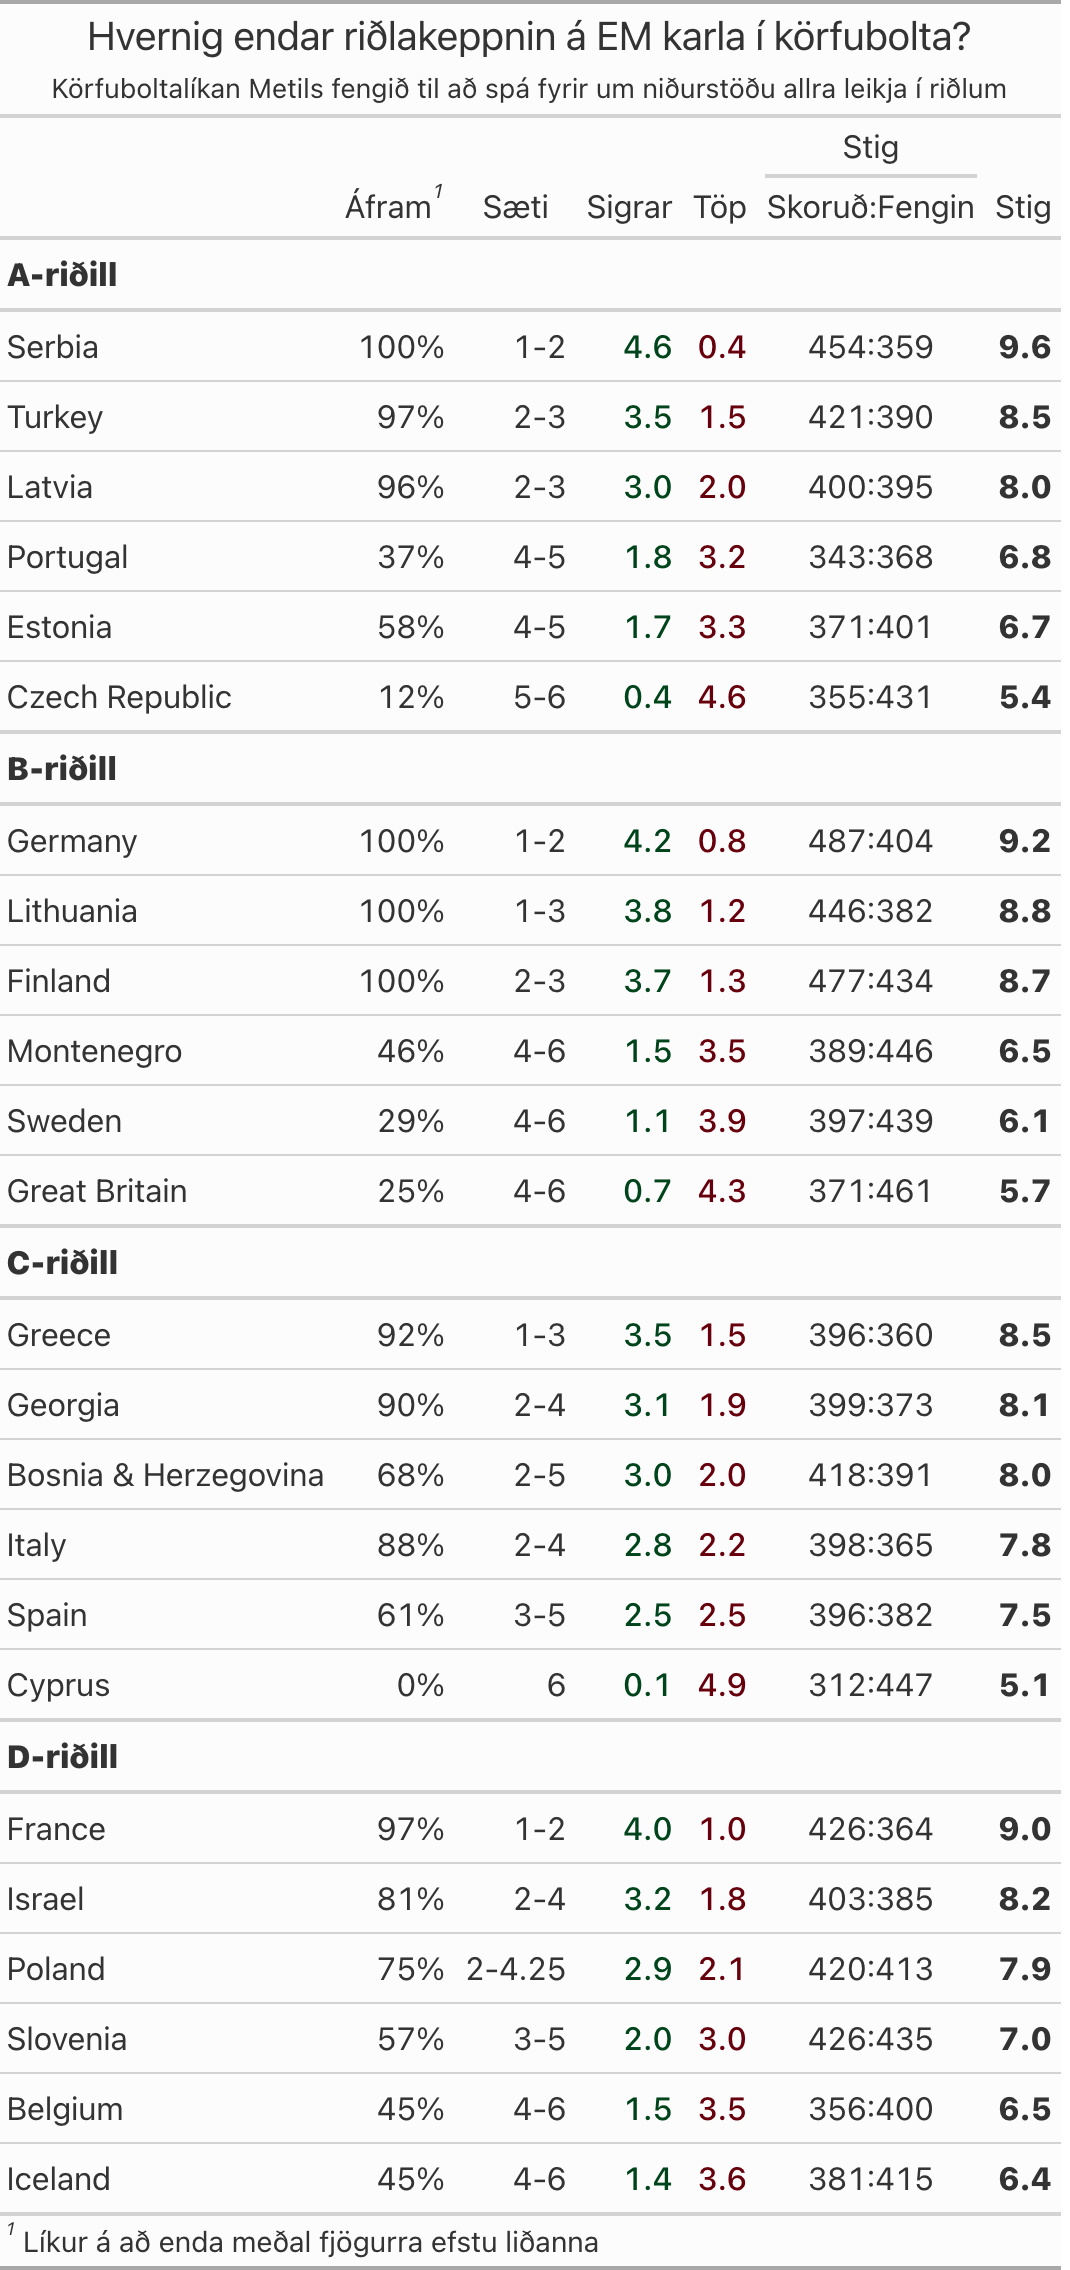 Hvernig endar riðlakeppnin á EM karla í körfubolta?
Körfuboltalíkan Metils fengið til að spá fyrir um niðurstöðu allra leikja í riðlum
Stig
Áfram¹ Sæti Sigrar Töp Skoruð:Fengin Stig
A-riðill
Serbia 100% 1-2 4.6 0.4 454:359 9.6
Turkey 97% 2-3 3.5 1.5 421:390 8.5
Latvia 96% 2-3 3.0 2.0 400:395 8.0
Portugal 37% 4-5 1.8 3.2 343:368 6.8
Estonia 58% 4-5 1.7 3.3 371:401 6.7
Czech Republic 12% 5-6 0.4 4.6 355:431 5.4
B-riðill
Germany 100% 1-2 4.2 0.8 487:404 9.2
Lithuania 100% 1-3 3.8 1.2 446:382 8.8
Finland 100% 2-3 3.7 1.3 477:434 8.7
Montenegro 46% 4-6 1.5 3.5 389:446 6.5
Sweden 29% 4-6 1.1 3.9 397:439 6.1
Great Britain 25% 4-6 0.7 4.3 371:461 5.7
C-riðill
Greece 92% 1-3 3.5 1.5 396:360 8.5
Georgia 90% 2-4 3.1 1.9 399:373 8.1
Bosnia & Herzegovina 68% 2-5 3.0 2.0 418:391 8.0
Italy 88% 2-4 2.8 2.2 398:365 7.8
Spain 61% 3-5 2.5 2.5 396:382 7.5
Cyprus 0% 6 0.1 4.9 312:447 5.1
D-riðill
France 97% 1-2 4.0 1.0 426:364 9.0
Israel 81% 2-4 3.2 1.8 403:385 8.2
Poland 75% 2-4.25 2.9 2.1 420:413 7.9
Slovenia 57% 3-5 2.0 3.0 426:435 7.0
Belgium 45% 4-6 1.5 3.5 356:400 6.5
Iceland 45% 4-6 1.4 3.6 381:415 6.4
¹ Líkur á að enda meðal fjögurra efstu liðanna